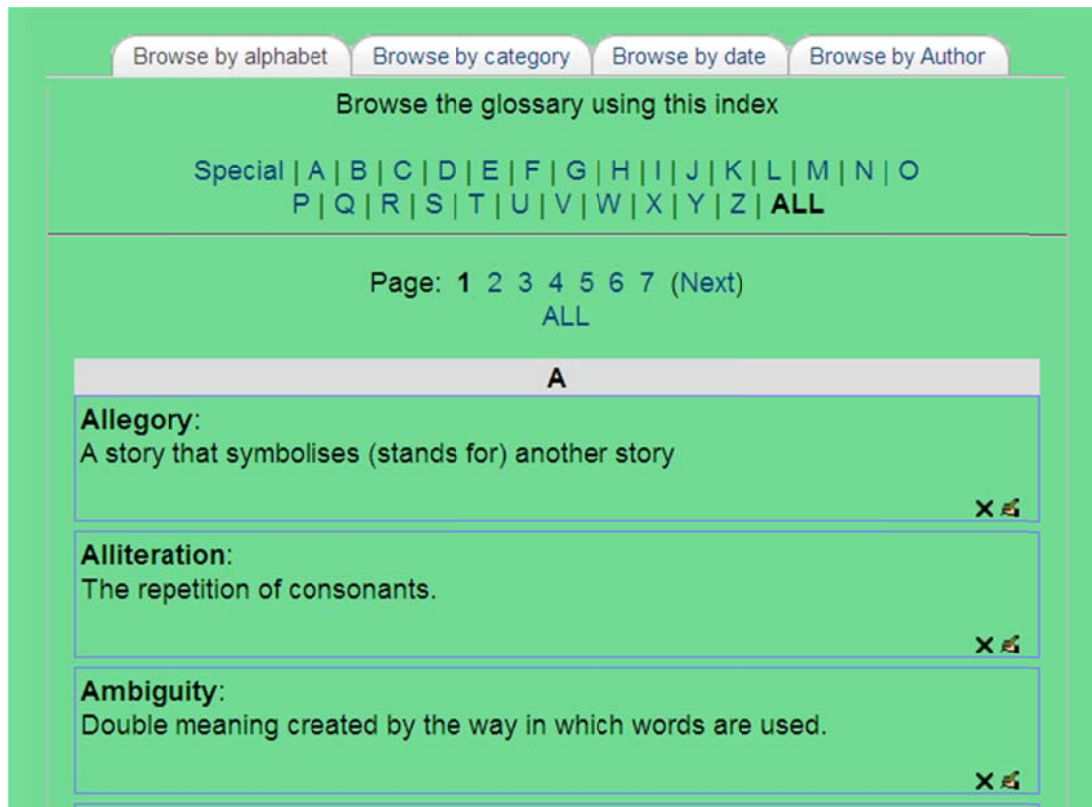 Browse by alphabet Browse by category Browse by date Browse by Author
Browse the glossary using this index
Special | A | B | C | D | E | F | G | H | I | J | K | L | M | N | O
P | Q | R | S | T | U | V | W | X | Y | Z | ALL
Page: 1 2 3 4 5 6 7 (Next)
ALL
A
Allegory:
A story that symbolises (stands for) another story
Alliteration:
The repetition of consonants.
Ambiguity:
Double meaning created by the way in which words are used.